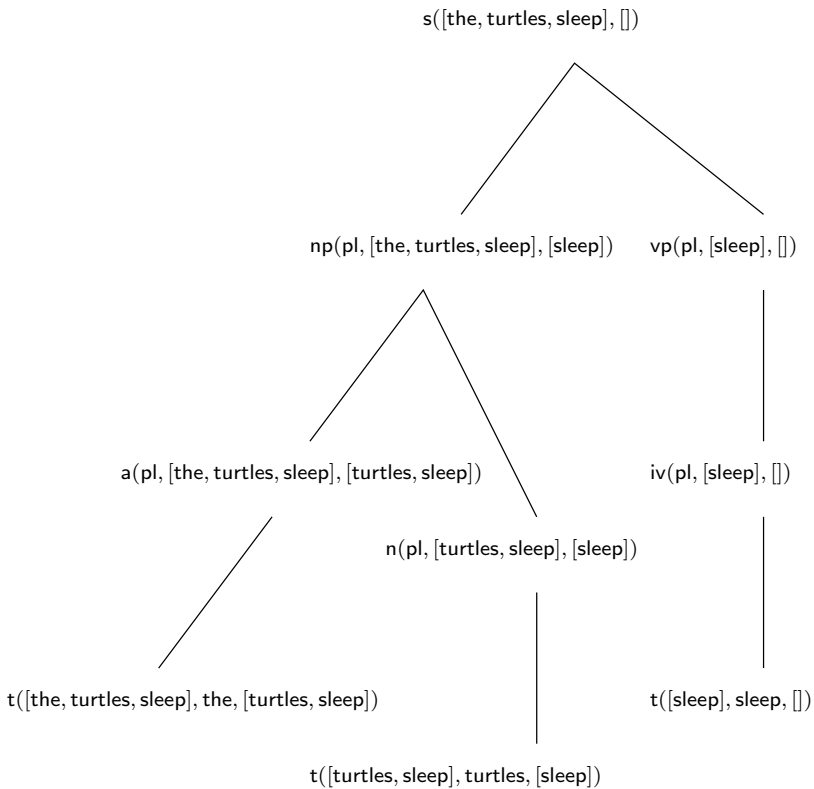 s([the, turtles, sleep], [])
np(pl, [the, turtles, sleep], [sleep]) vp(pl, [sleep], [])
a(pl, [the, turtles, sleep], [turtles, sleep]) iv(pl, [sleep], [])
n(pl, [turtles, sleep], [sleep])
t([the, turtles, sleep], the, [turtles, sleep]) t([sleep], sleep, [])
t([turtles, sleep], turtles, [sleep])